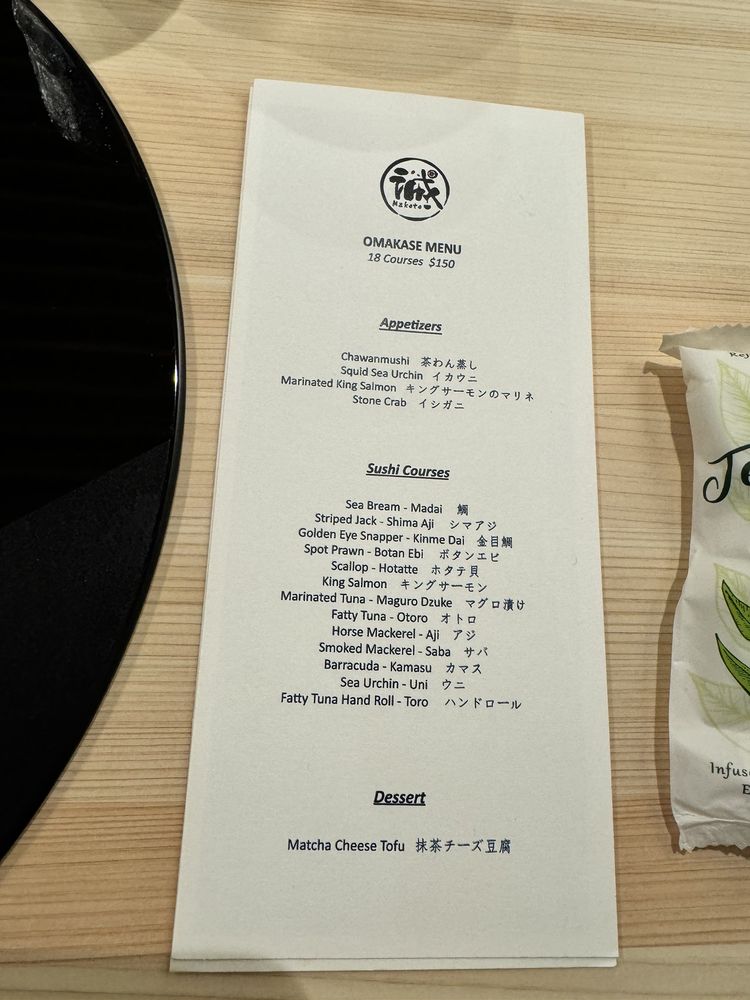 誠
Makoto
OMAKASE MENU
18 Courses $150
Appetizers
Chawanmushi 茶わん蒸し
Squid Sea Urchin イカウニ
Marinated King Salmon キングサーモンのマリネ
Stone Crab イシガニ
Sushi Courses
Sea Bream - Madai 鯛
Striped Jack - Shima Aji シマアジ
Golden Eye Snapper - Kinme Dai 金目鯛
Spot Prawn - Botan Ebi ボタンエビ
Scallop - Hotatte ホタテ貝
King Salmon キングサーモン
Marinated Tuna - Maguro Dzuke マグロ漬け
Fatty Tuna - Otoro オトロ
Horse Mackerel - Aji アジ
Smoked Mackerel - Saba サバ
Barracuda - Kamasu カマス
Sea Urchin - Uni ウニ
Fatty Tuna Hand Roll - Toro ハンドロール
Dessert
Matcha Cheese Tofu 抹茶チーズ豆腐